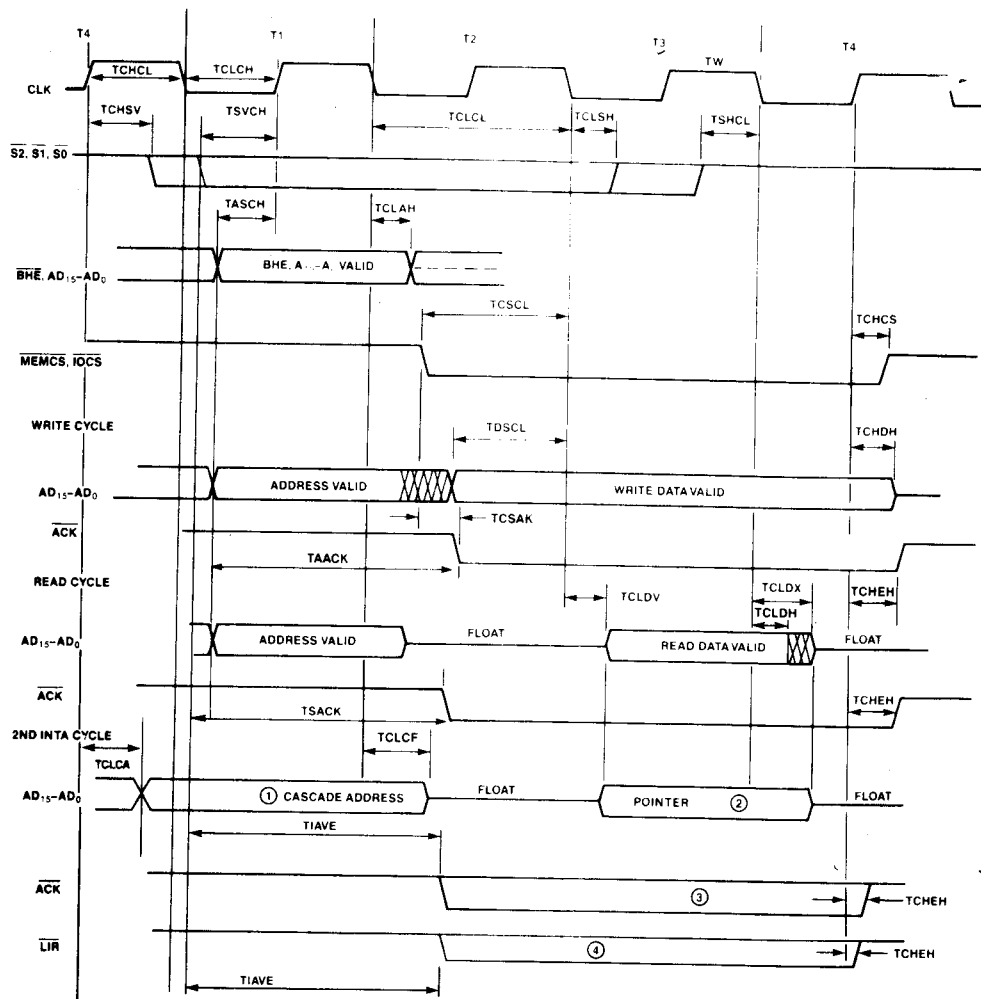 T4 T1 T2 T3 T4
TCHCL TCLCH TW
CLK
TCHSV TSVCH TCLCL TCLSH TSHCL
S2, S1, S0
TASCH TCLAH
BHE, AD15-AD0 BHE, A VALID
TCSCL TCHCS
MEMCS, IOCS
WRITE CYCLE TDSCL TCHDH
AD15-AD0 ADDRESS VALID WRITE DATA VALID
TCSAK
ACK
TAACK
READ CYCLE TCLDV TCLDX TCHEH
TCLDH
AD15-AD0 ADDRESS VALID FLOAT READ DATA VALID FLOAT
ACK
TSACK TCHEH
2ND INTA CYCLE TCLCF
TCLCA
AD15-AD0 1 CASCADE ADDRESS FLOAT POINTER 2 FLOAT
TIAVE
ACK 3 TCHEH
LIR 4 TCHEH
TIAVE